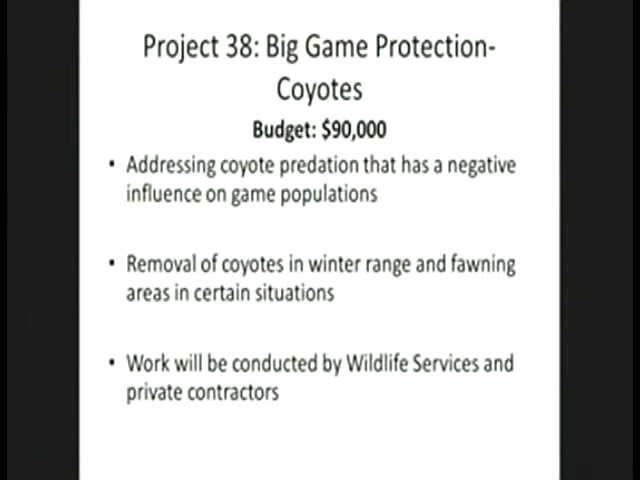 Project 38: Big Game Protection-
Coyotes
Budget: $90,000
• Addressing coyote predation that has a negative
influence on game populations
• Removal of coyotes in winter range and fawning
areas in certain situations
• Work will be conducted by Wildlife Services and
private contractors